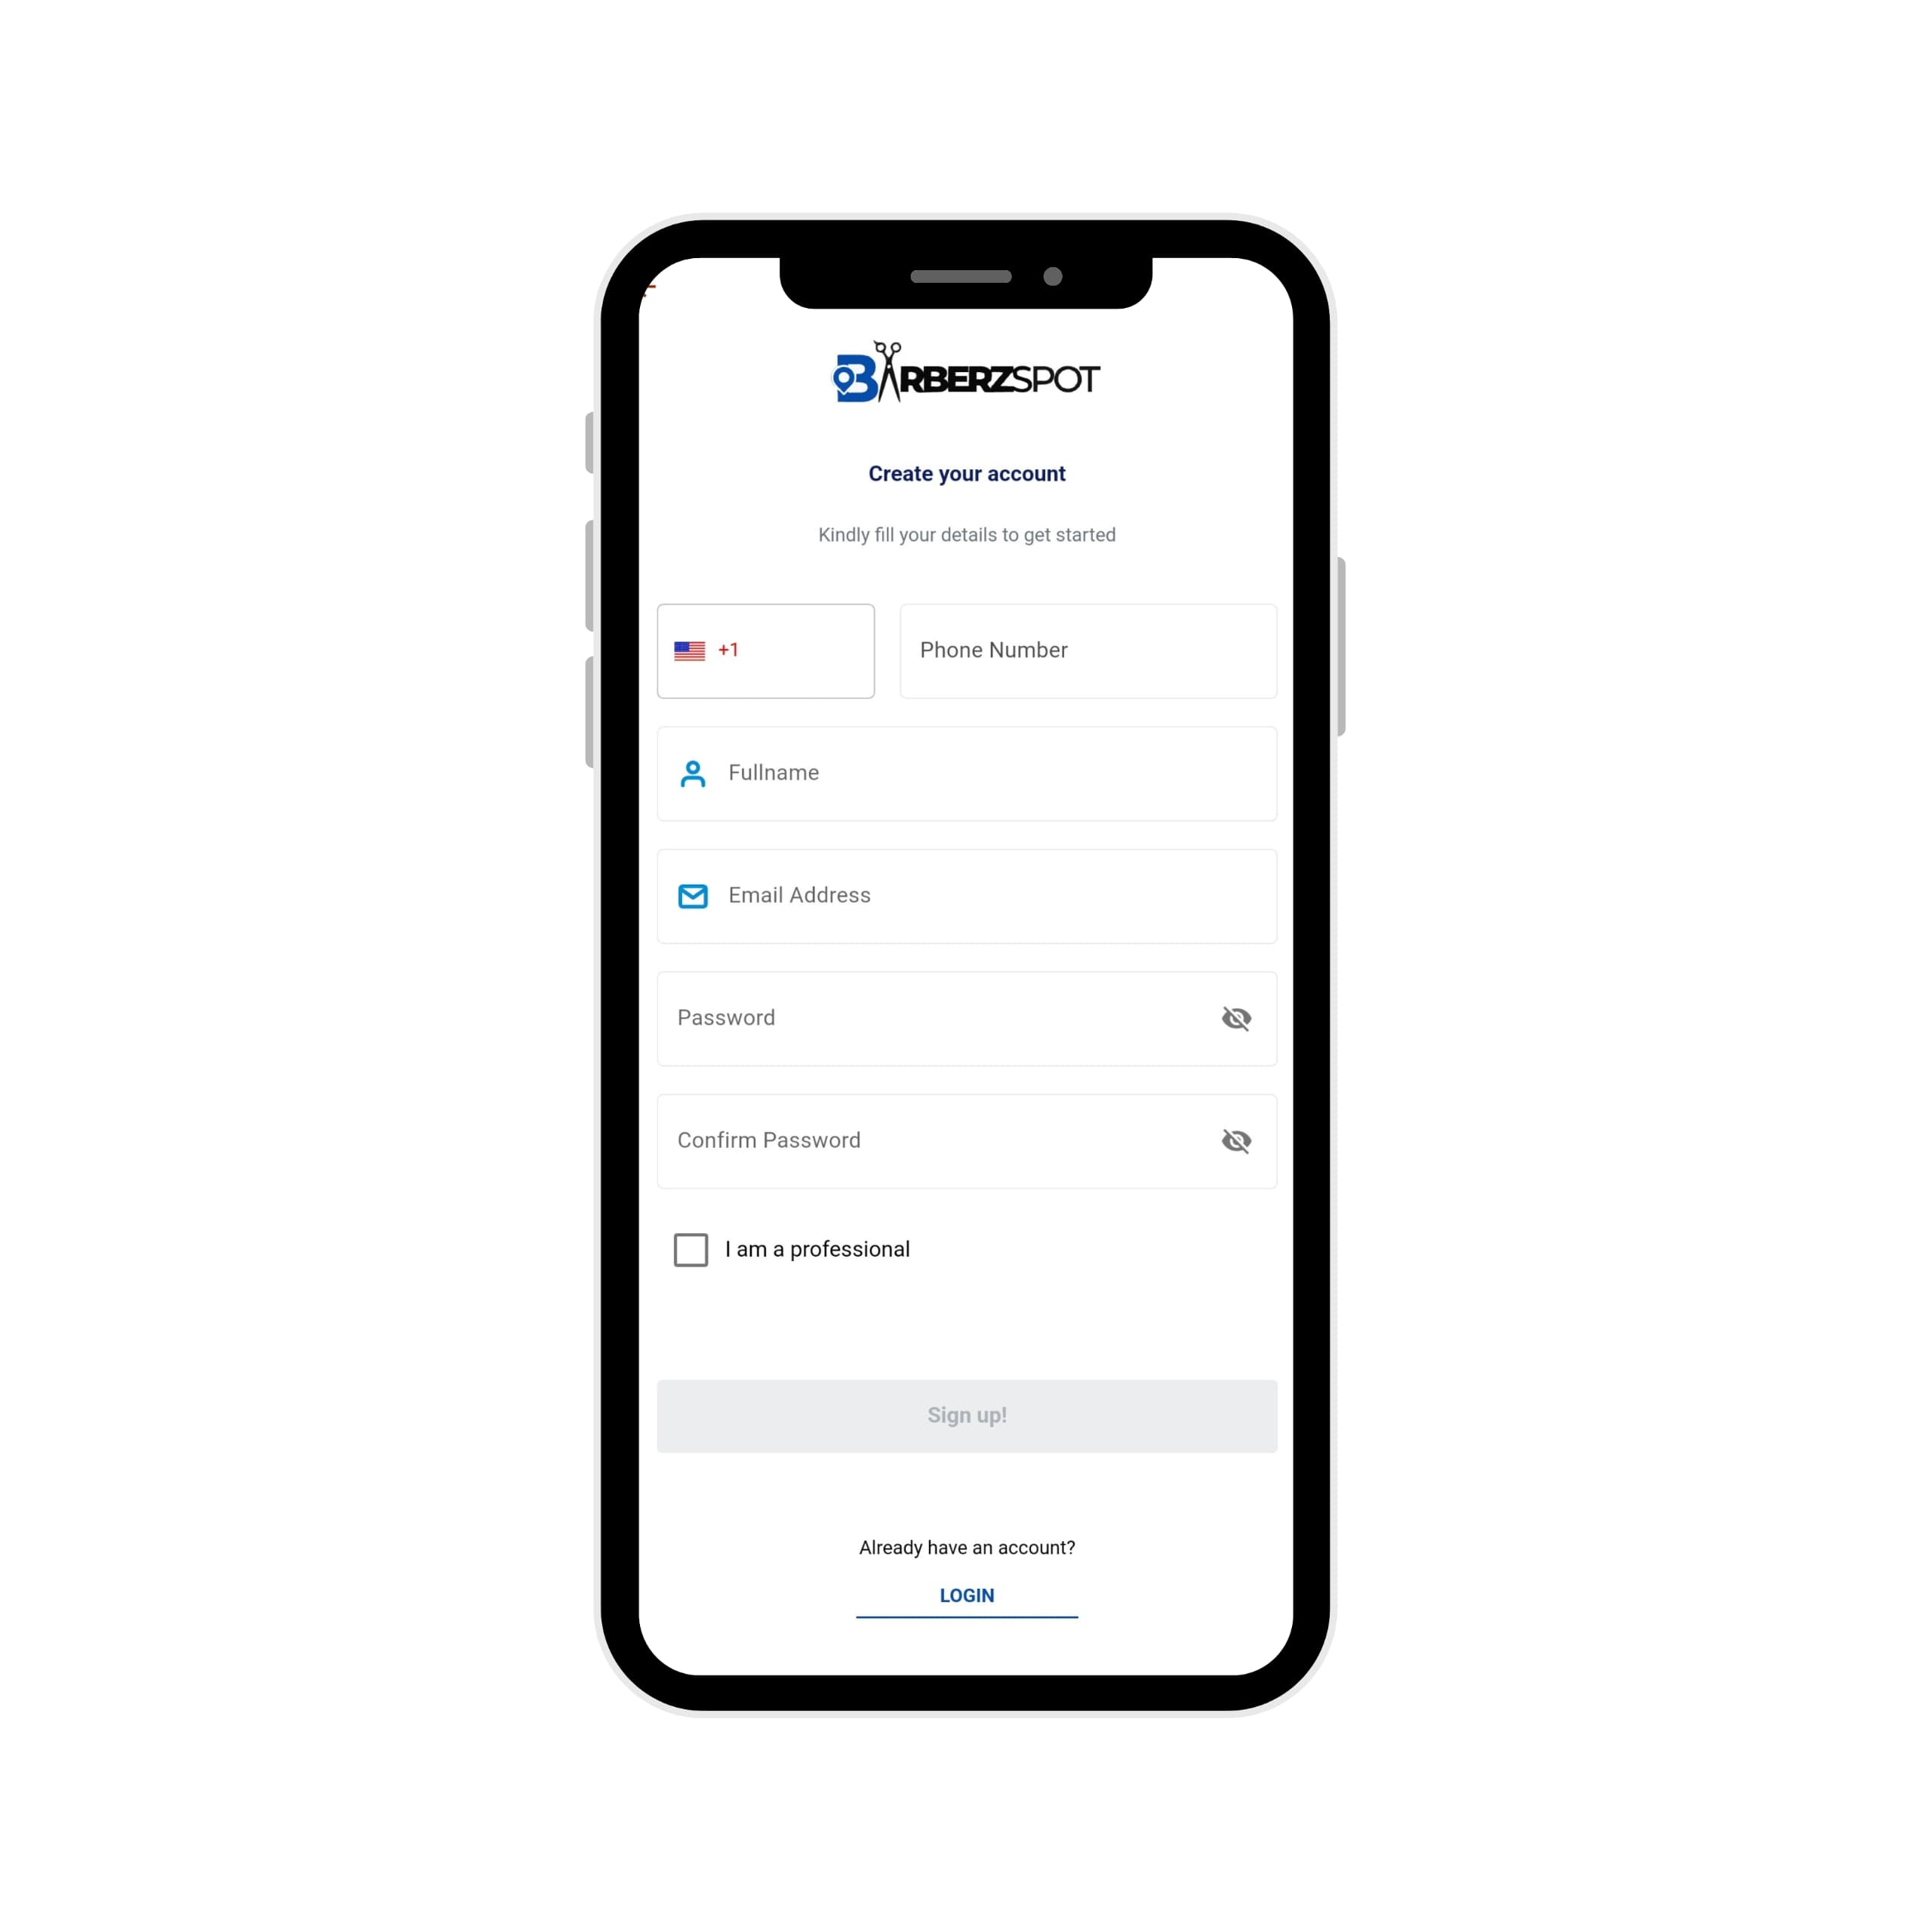 BARBERZSPOT
Create your account
Kindly fill your details to get started
+1 Phone Number
Fullname
Email Address
Password
Confirm Password
I am a professional
Sign up!
Already have an account?
LOGIN